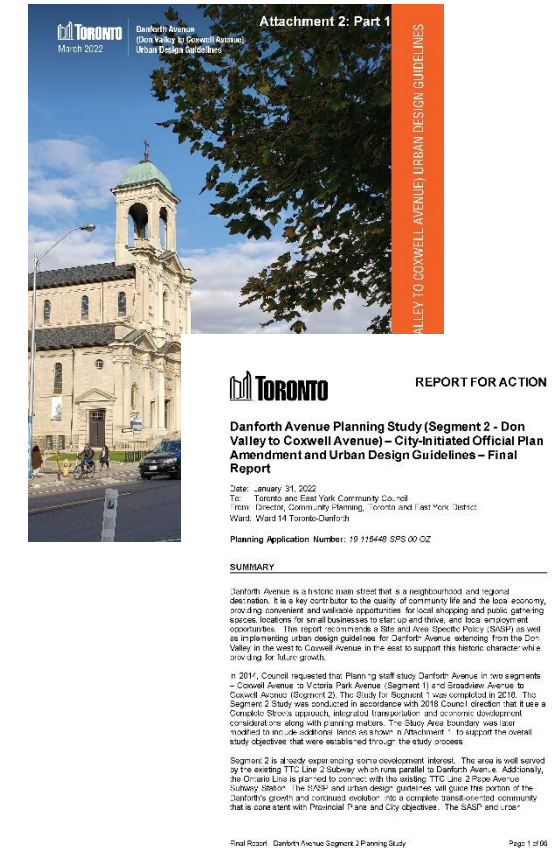 Attachment 2: Part 1
TORONTO
March 2022
Danforth Avenue
(Don Valley to Coxwell Avenue)
Urban Design Guidelines
ALLEY TO COXWELL AVENUE) URBAN DESIGN GUIDELINES
TORONTO
REPORT FOR ACTION
Danforth Avenue Planning Study (Segment 2 - Don
Valley to Coxwell Avenue) – City-Initiated Official Plan
Amendment and Urban Design Guidelines – Final
Report
Date: January 31, 2022
To: Toronto and East York Community Council
From: Director, Community Planning, Toronto and East York District
Ward: Ward 14 Toronto-Danforth
Planning Application Number: 19 116448 SPS 00 OZ
SUMMARY
Danforth Avenue is a historic main street that is a neighbourhood and regional
destination. It is a key contributor to the quality of community life and the local economy,
providing convenient and walkable opportunities for local shopping and public gathering
spaces, locations for small businesses to start up and thrive, and local employment
opportunities. This report recommends a Site and Area Specific Policy (SASP) as well
as implementing urban design guidelines for Danforth Avenue extending from the Don
Valley in the west to Coxwell Avenue in the east to support this historic character while
providing for future growth.
In 2014, Council requested that Planning staff study Danforth Avenue in two segments
– Coxwell Avenue to Victoria Park Avenue (Segment 1) and Broadview Avenue to
Coxwell Avenue (Segment 2). The Study for Segment 1 was completed in 2018. The
Segment 2 Study was conducted in accordance with 2018 Council direction that it use a
Complete Streets approach, integrated transportation and economic development
considerations along with planning matters. The Study Area boundary was later
modified to include additional lands as shown in Attachment 1, to support the overall
study objectives that were established through the study process.
Segment 2 is already experiencing some development interest. The area is well served
by the existing TTC Line 2 Subway which runs parallel to Danforth Avenue. Additionally,
the Ontario Line is planned to connect with the existing TTC Line 2 Pape Avenue
Subway Station. The SASP and urban design guidelines will guide this portion of the
Danforth's growth and continued evolution into a complete transit-oriented community
that is consistent with Provincial Plans and City objectives. The SASP and urban
Final Report - Danforth Avenue Segment 2 Planning Study
Page 1 of 66